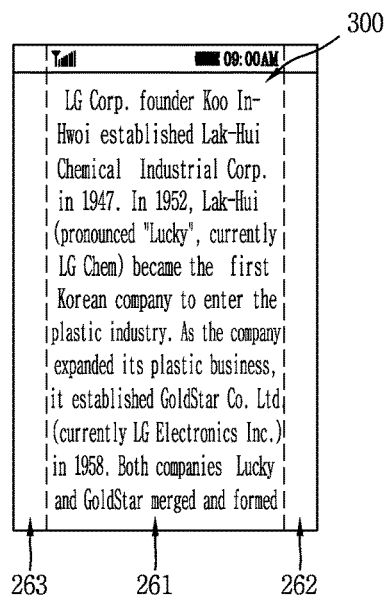 300
09:00AM
LG Corp. founder Koo In-
Hwoi established Lak-Hui
Chemical Industrial Corp.
in 1947. In 1952, Lak-Hui
(pronounced "Lucky", currently
LG Chem) became the first
Korean company to enter the
plastic industry. As the company
expanded its plastic business,
it established GoldStar Co. Ltd
(currently LG Electronics Inc.)
in 1958. Both companies Lucky
and GoldStar merged and formed
263 261 262